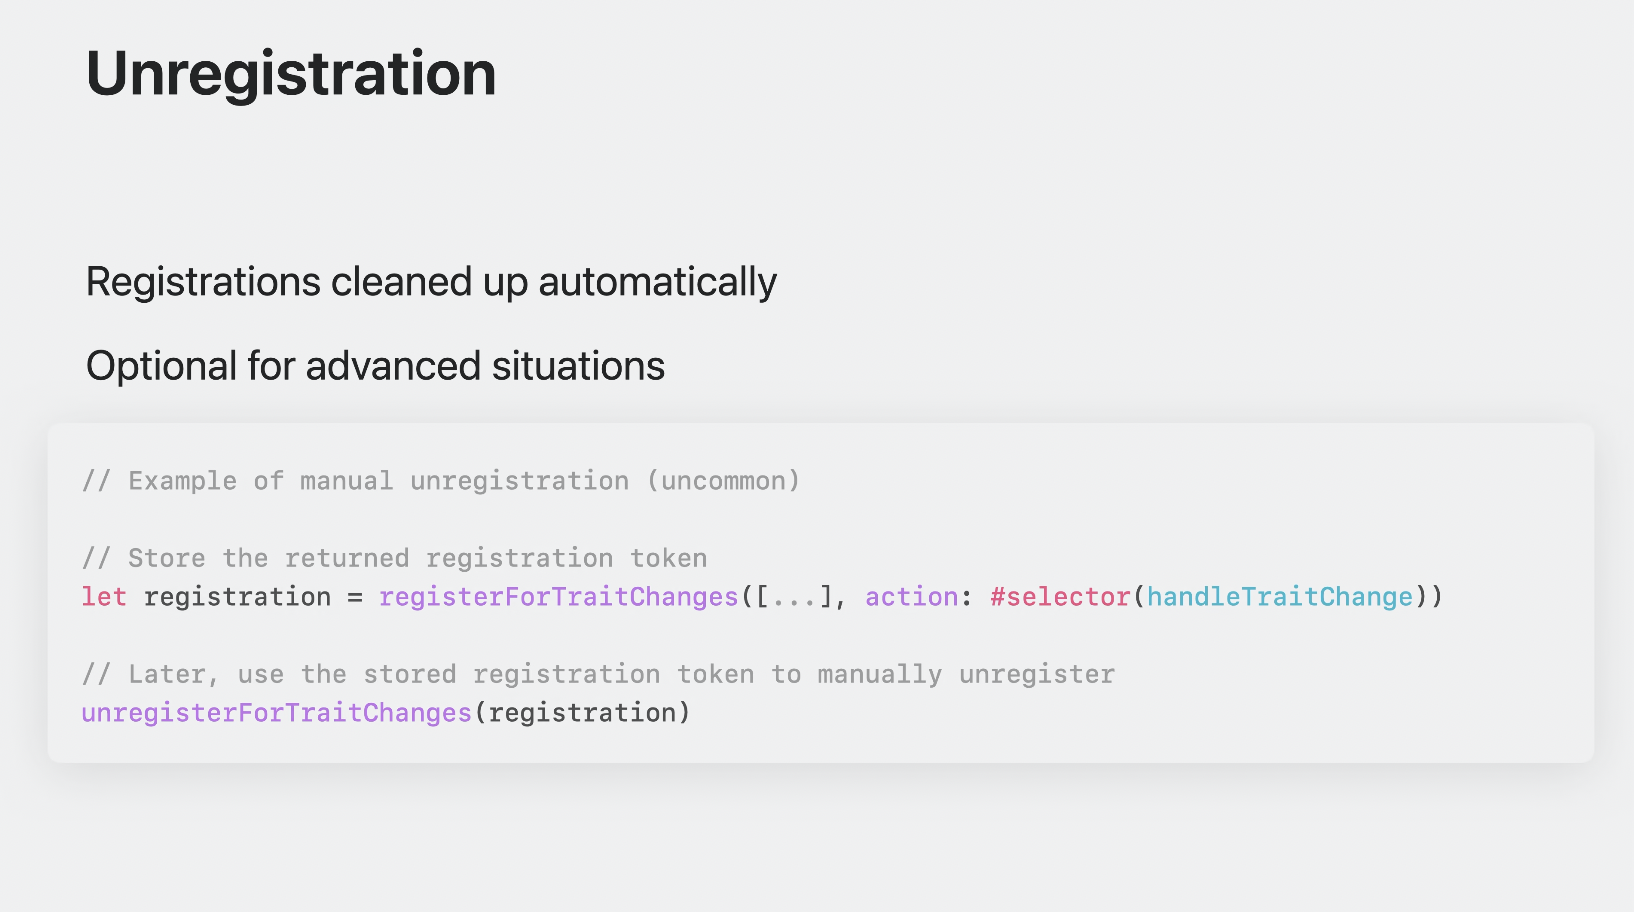 Unregistration
Registrations cleaned up automatically
Optional for advanced situations
// Example of manual unregistration (uncommon)
// Store the returned registration token
let registration = registerForTraitChanges([...], action: #selector(handleTraitChange))
// Later, use the stored registration token to manually unregister
unregisterForTraitChanges(registration)